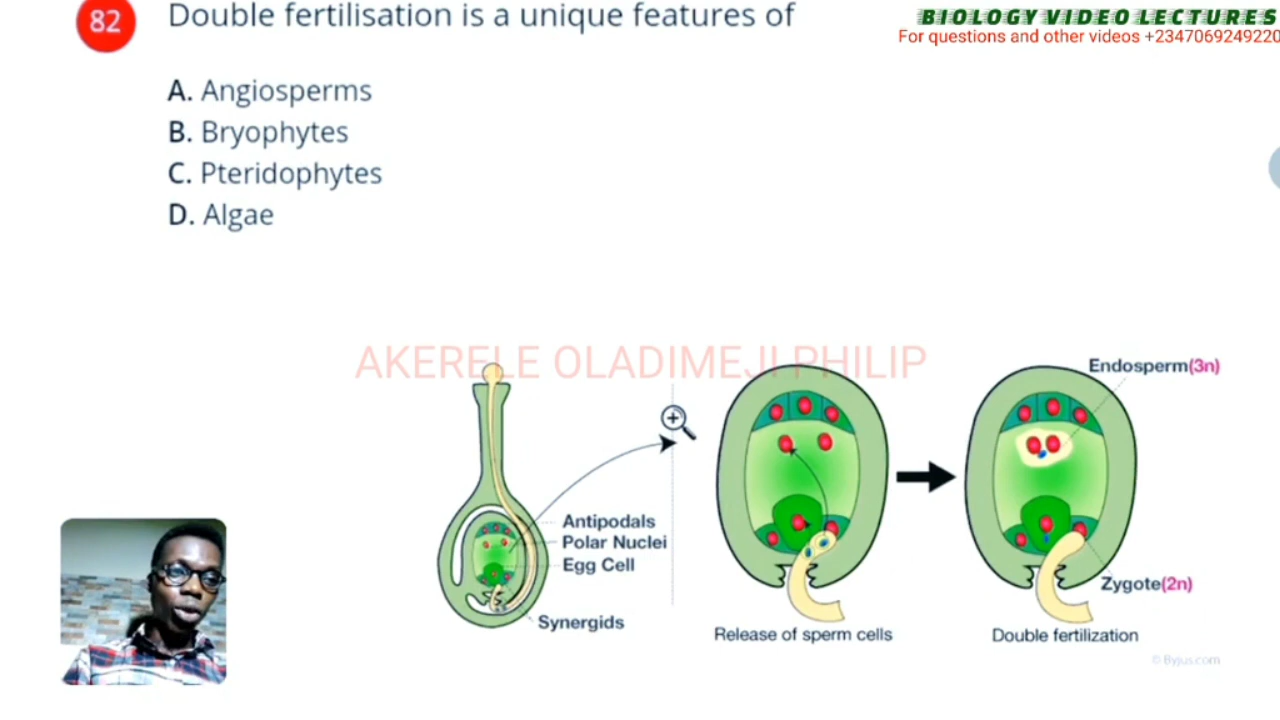 82
Double fertilisation is a unique features of
BIOLOGY VIDEO LECTURES
For questions and other videos +2347069249220
A. Angiosperms
B. Bryophytes
C. Pteridophytes
D. Algae
AKERELE OLADIMEJI PHILIP
Endosperm(3n)
Antipodals
Polar Nuclei
Egg Cell
Synergids
Zygote(2n)
Release of sperm cells
Double fertilization
© Byjus.com